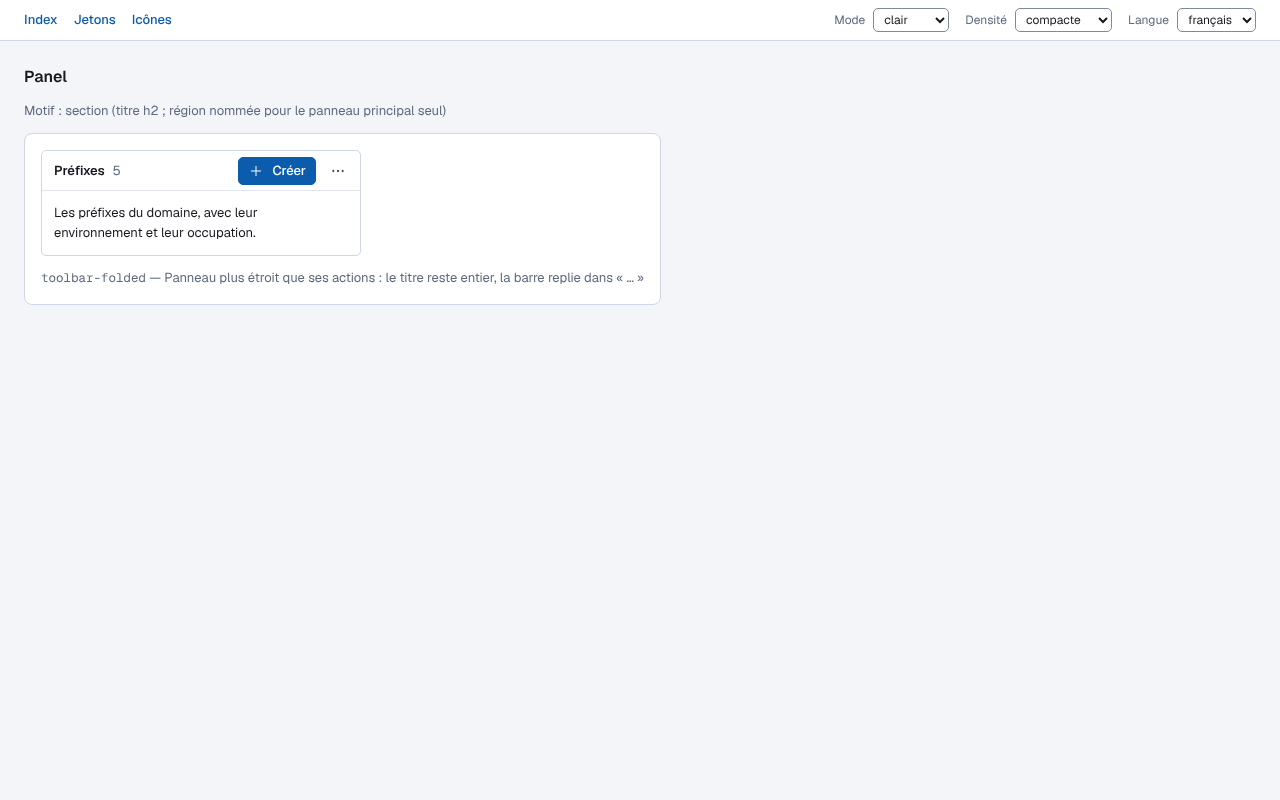 Index Jetons Icônes Mode clair Densité compacte Langue français
Panel
Motif : section (titre h2 ; région nommée pour le panneau principal seul)
Préfixes 5 Créer ···
Les préfixes du domaine, avec leur
environnement et leur occupation.
toolbar-folded — Panneau plus étroit que ses actions : le titre reste entier, la barre replie dans « … »